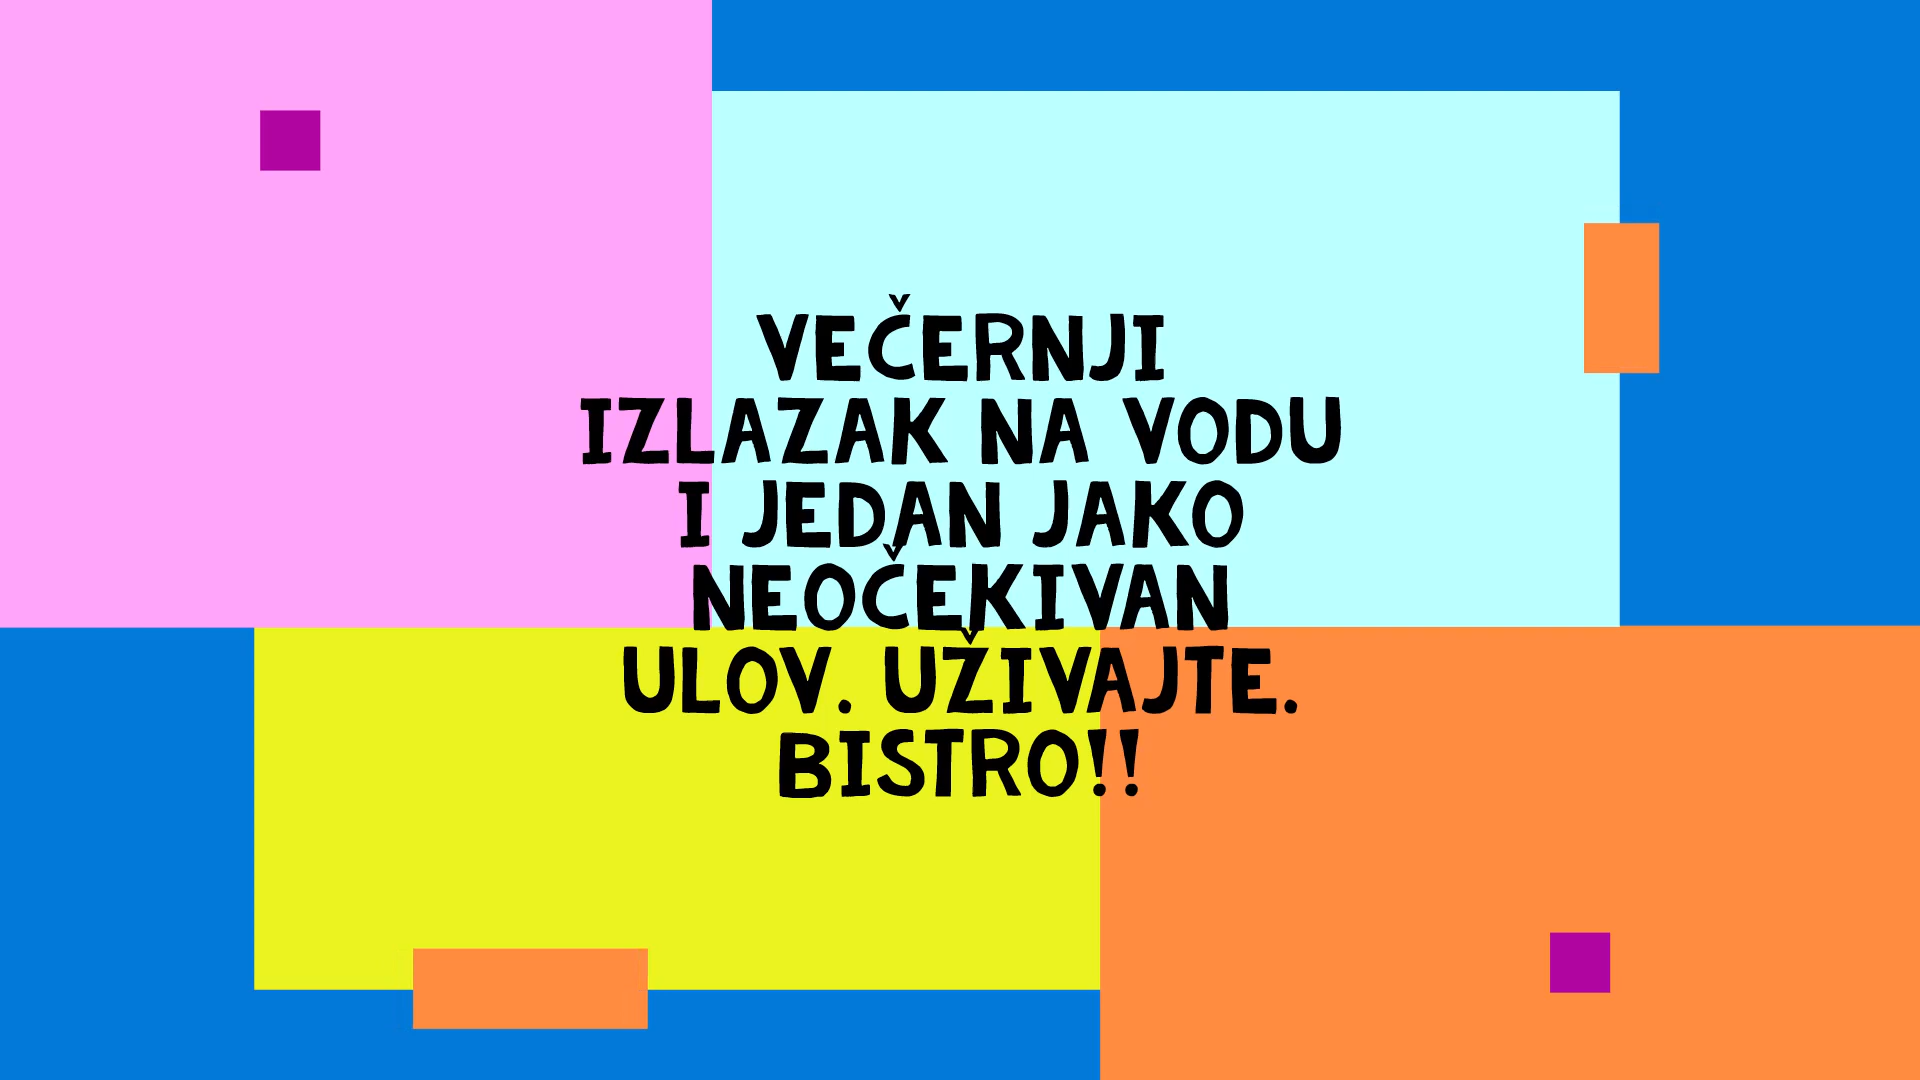 VEČERNJI
IZLAZAK NA VODU
I JEDAN JAKO
NEOČEKIVAN
ULOV. UŽIVAJTE.
BISTRO!!